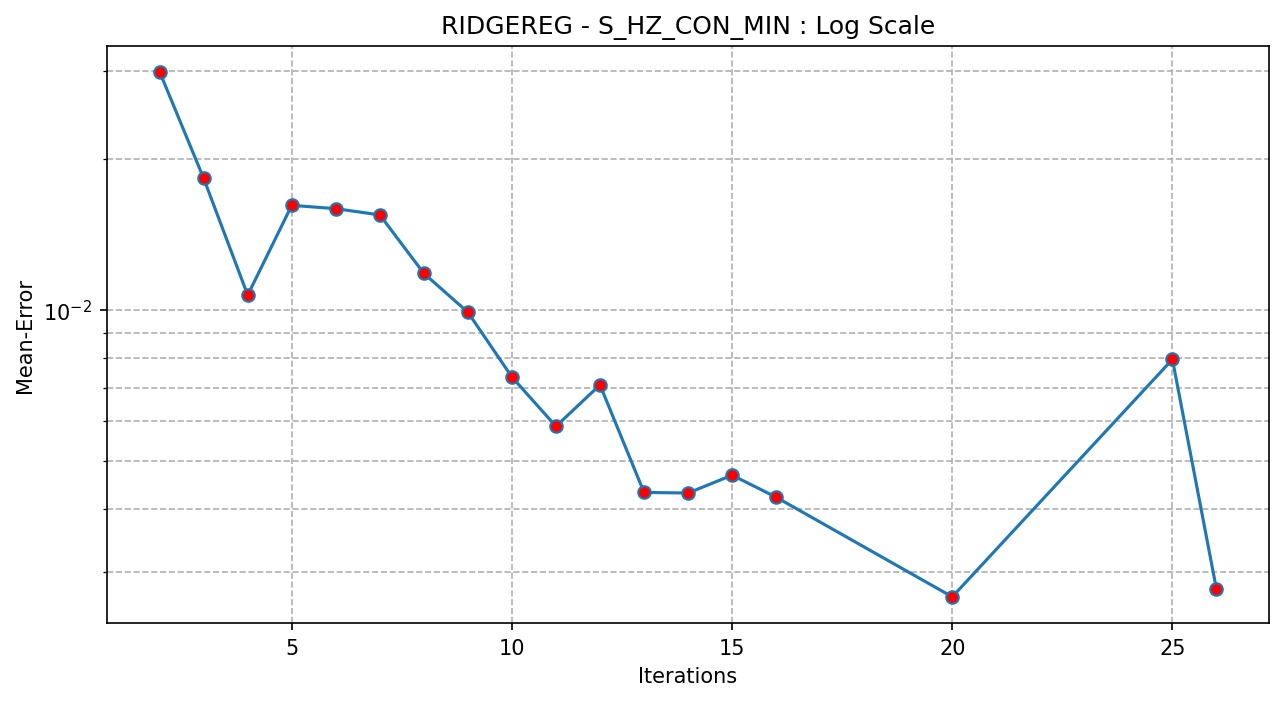 RIDGEREG - S_HZ_CON_MIN : Log Scale
Mean-Error
10⁻²
5 10 15 20 25
Iterations